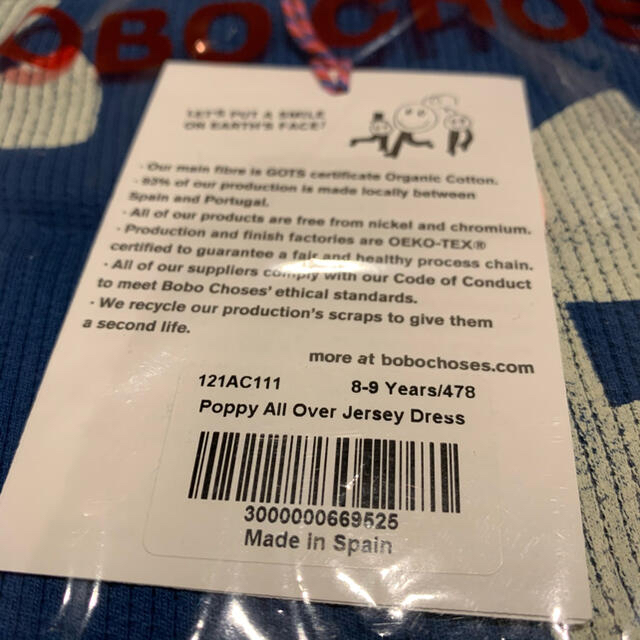 OBO CHOS
LET'S PUT A SMILE
ON EARTH'S FACE!
· Our main fibre is GOTS certificate Organic Cotton.
· 93% of our production is made locally between
Spain and Portugal.
· All of our products are free from nickel and chromium.
· Production and finish factories are OEKO-TEX®
certified to guarantee a fair and healthy process chain.
· All of our suppliers comply with our Code of Conduct
to meet Bobo Choses' ethical standards.
· We recycle our production's scraps to give them
a second life.
more at bobochoses.com
121AC111 8-9 Years/478
Poppy All Over Jersey Dress
3000000669525
Made in Spain